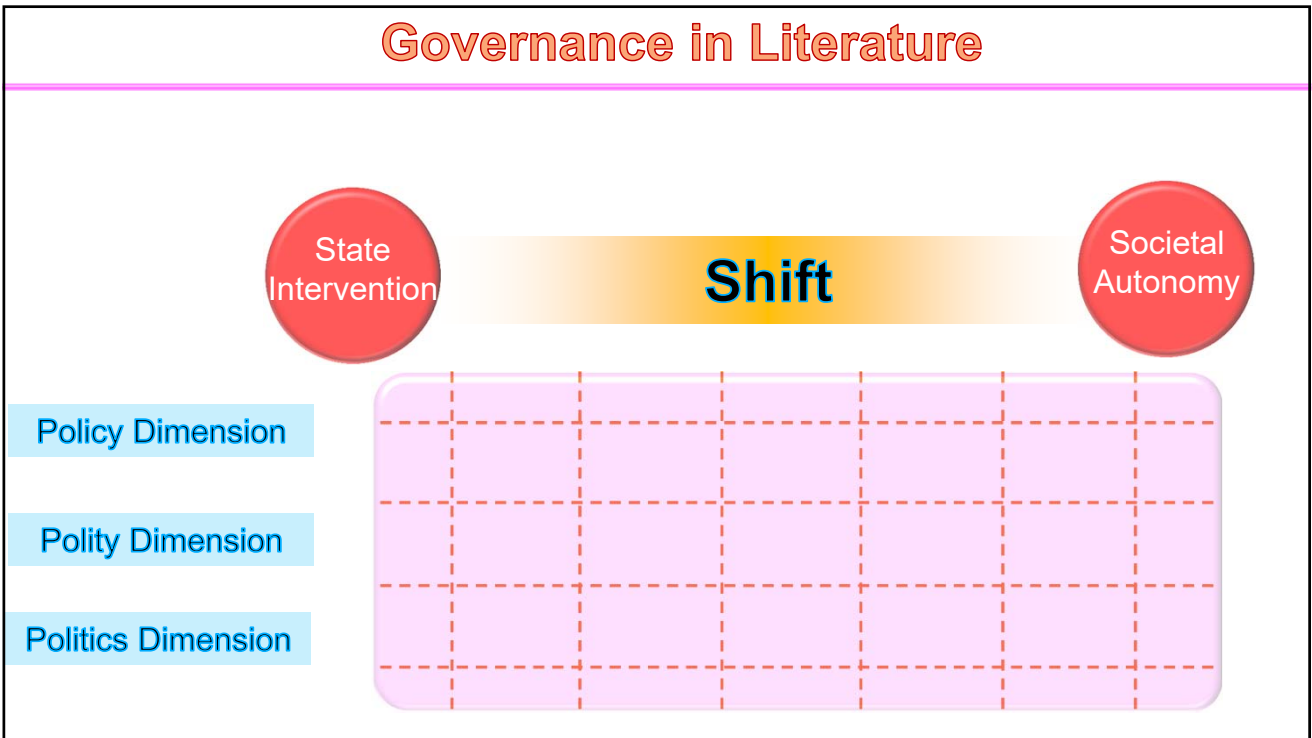 Governance in Literature
State
Intervention
Shift
Societal
Autonomy
Policy Dimension
Polity Dimension
Politics Dimension